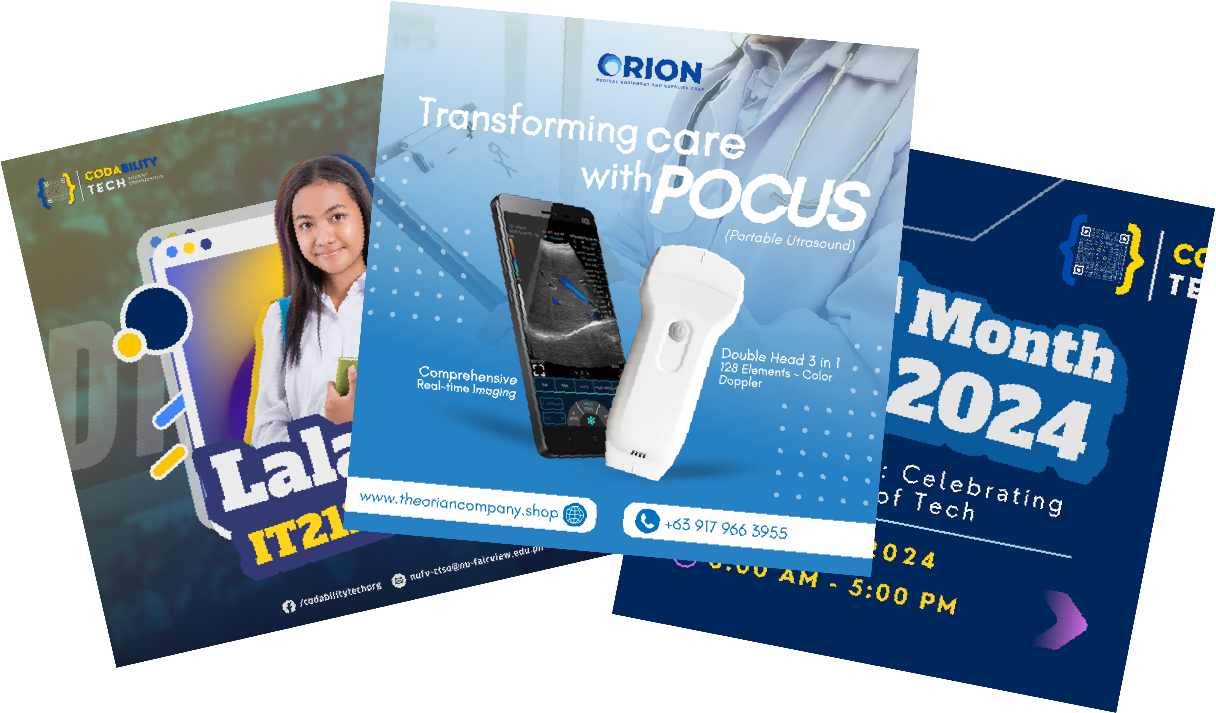 CODABILITY
TECH STUDENT
ORGANIZATION
Lala
IT21
/codabilitytechorg
nufv-ctso@nu-fairview.edu.ph
ORION
MEDICAL EQUIPMENT AND SUPPLIES CORP
Transforming care
with POCUS
(Portable Utrasound)
Comprehensive
Real-time Imaging
Double Head 3 in 1
128 Elements - Color
Doppler
www.theoriancompany.shop
+63 917 966 3955
CO
TE
Month
2024
: Celebrating
of Tech
2024
:00 AM - 5:00 PM